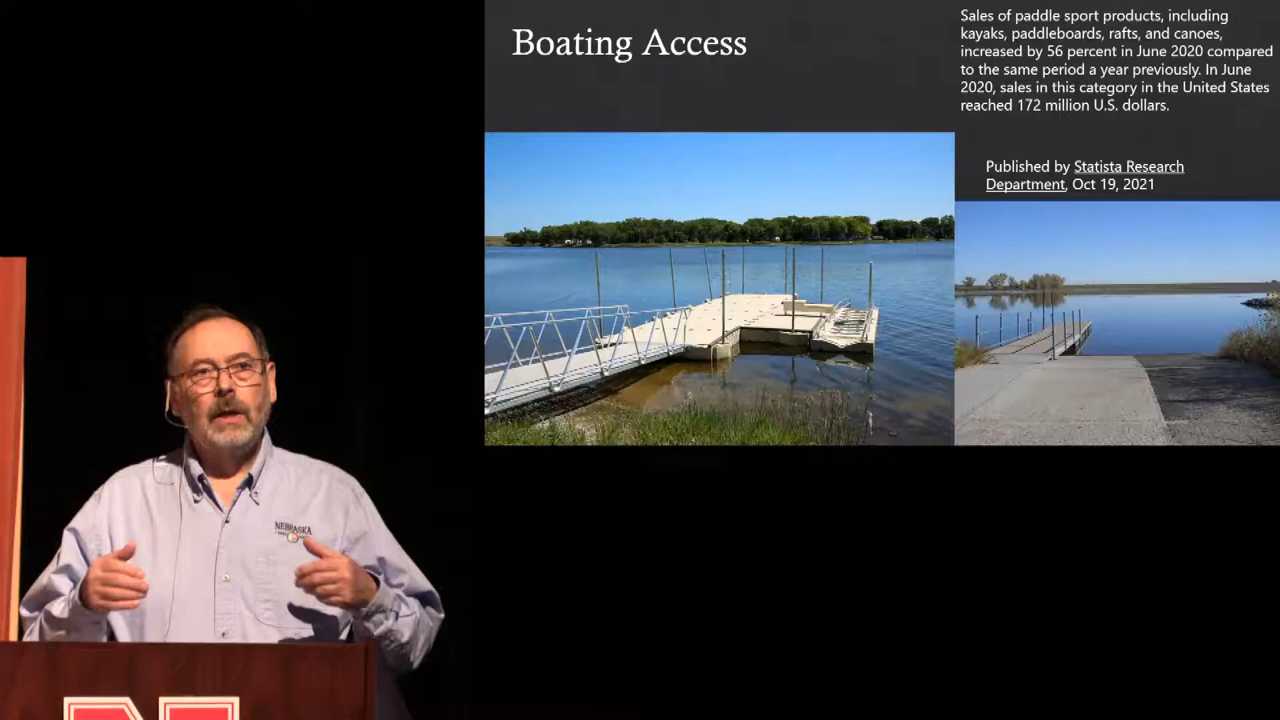 Boating Access
Sales of paddle sport products, including
kayaks, paddleboards, rafts, and canoes,
increased by 56 percent in June 2020 compared
to the same period a year previously. In June
2020, sales in this category in the United States
reached 172 million U.S. dollars.
Published by Statista Research
Department, Oct 19, 2021
NEBRASKA
N